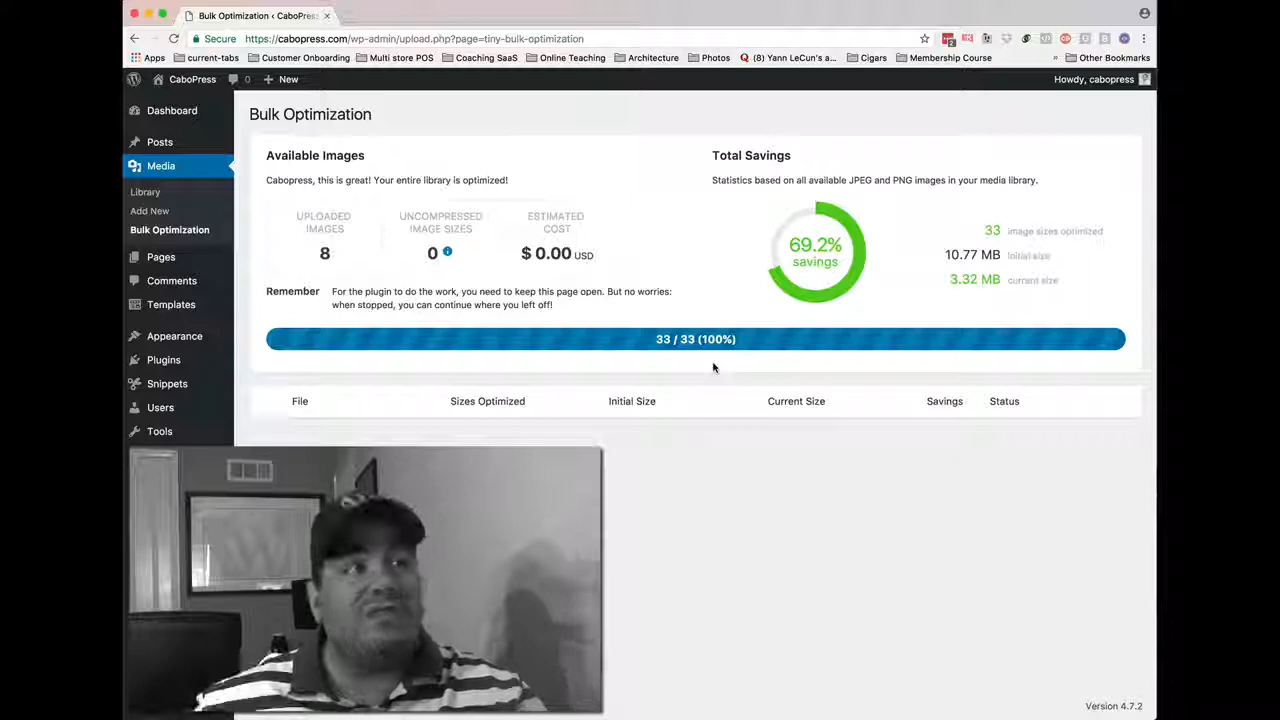 Bulk Optimization ‹ CaboPress
Secure https://cabopress.com/wp-admin/upload.php?page=tiny-bulk-optimization
Apps current-tabs Customer Onboarding Multi store POS Coaching SaaS Online Teaching Architecture Photos (8) Yann LeCun's a... Cigars Membership Course » Other Bookmarks
CaboPress 0 + New Howdy, cabopress
Dashboard
Posts
Media
Library
Add New
Bulk Optimization
Pages
Comments
Templates
Appearance
Plugins
Snippets
Users
Tools
Bulk Optimization
Available Images
Cabopress, this is great! Your entire library is optimized!
UPLOADED IMAGES
8
UNCOMPRESSED IMAGE SIZES
0
ESTIMATED COST
$ 0.00 USD
Remember For the plugin to do the work, you need to keep this page open. But no worries:
when stopped, you can continue where you left off!
Total Savings
Statistics based on all available JPEG and PNG images in your media library.
69.2%
savings
33 image sizes optimized
10.77 MB initial size
3.32 MB current size
33 / 33 (100%)
File Sizes Optimized Initial Size Current Size Savings Status
Version 4.7.2